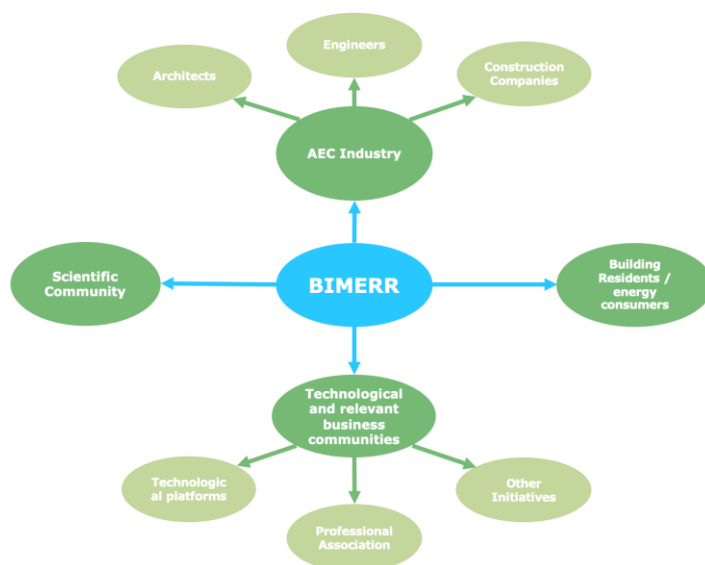 Engineers
Architects
Construction
Companies
AEC Industry
Scientific
Community
BIMERR
Building
Residents /
energy
consumers
Technological
and relevant
business
communities
Technologic
al platforms
Other
Initiatives
Professional
Association